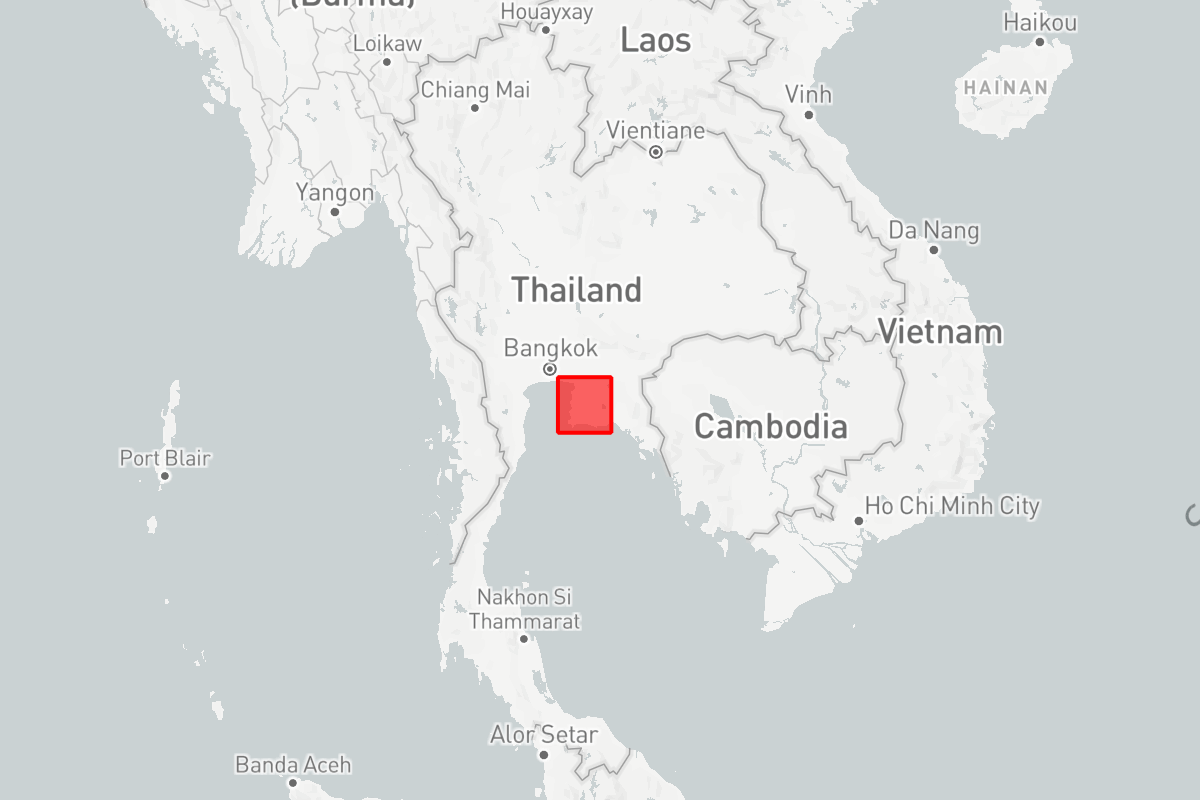 (Burma)
Houayxay
Haikou
Loikaw
Laos
Chiang Mai
HAINAN
Vinh
Vientiane
Yangon
Da Nang
Thailand
Vietnam
Bangkok
Cambodia
Port Blair
Ho Chi Minh City
Nakhon Si
Thammarat
Alor Setar
Banda Aceh